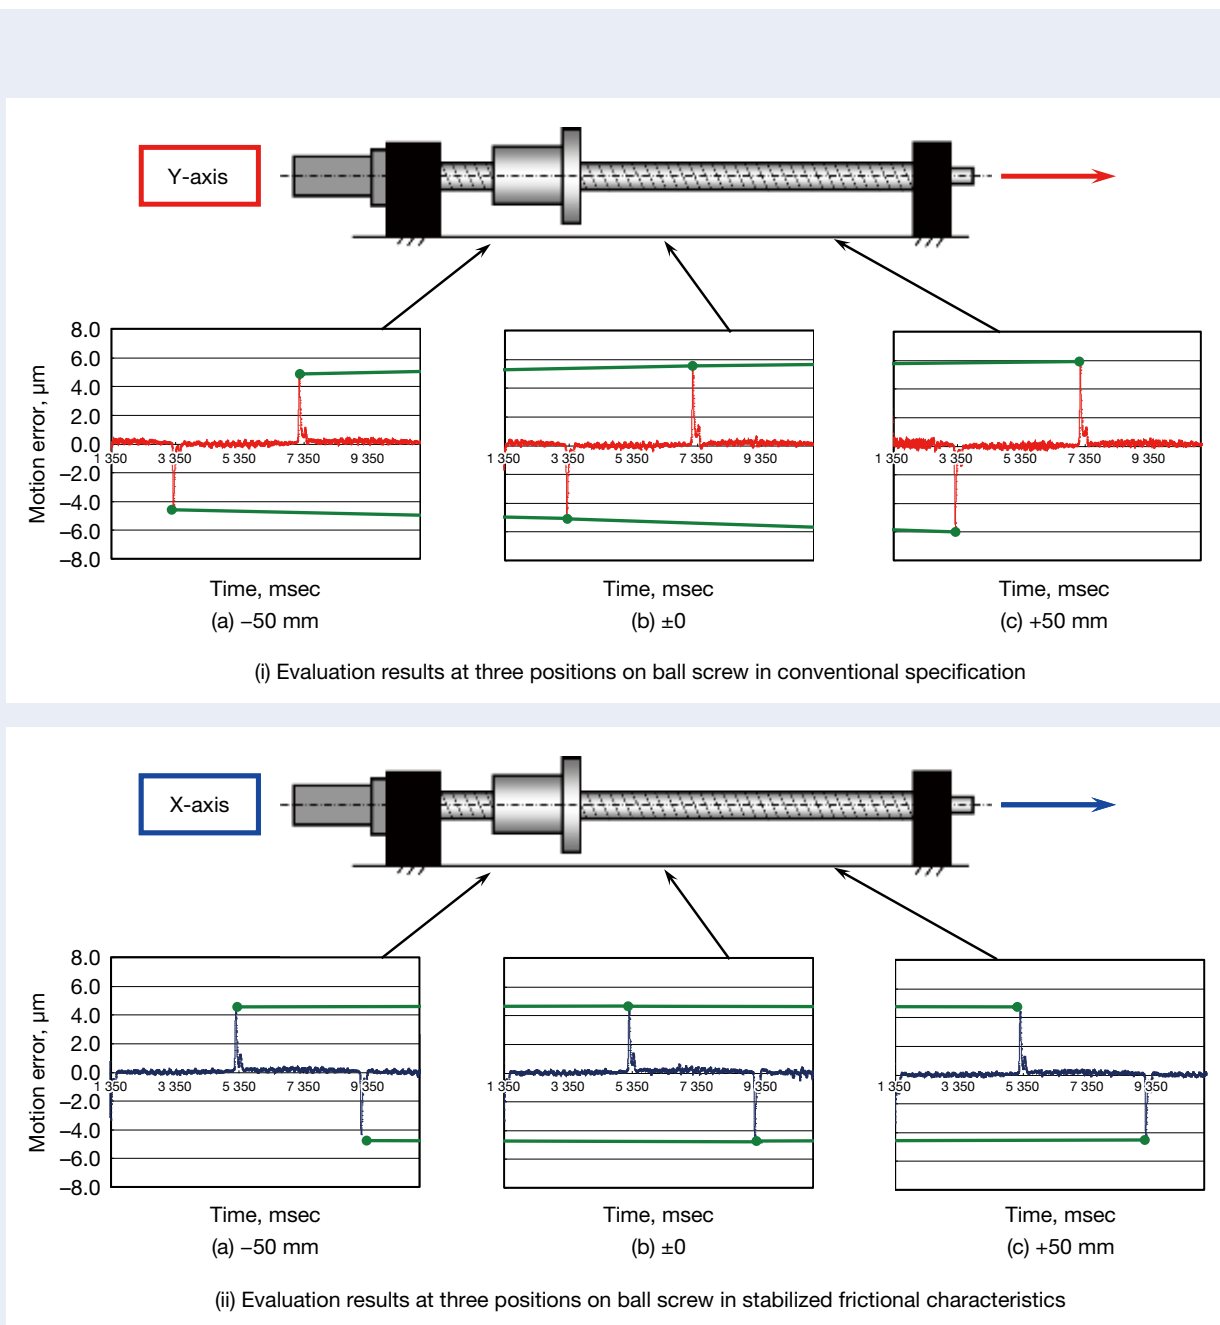 Y-axis
8.0
6.0
4.0
2.0
0.0
–2.0
–4.0
–6.0
–8.0
Motion error, μm
1 350 3 350 5 350 7 350 9 350
1 350 3 350 5 350 7 350 9 350
1 350 3 350 5 350 7 350 9 350
Time, msec Time, msec Time, msec
(a) –50 mm (b) ±0 (c) +50 mm
(i) Evaluation results at three positions on ball screw in conventional specification
X-axis
8.0
6.0
4.0
2.0
0.0
–2.0
–4.0
–6.0
–8.0
Motion error, μm
1 350 3 350 5 350 7 350 9 350
1 350 3 350 5 350 7 350 9 350
1 350 3 350 5 350 7 350 9 350
Time, msec Time, msec Time, msec
(a) –50 mm (b) ±0 (c) +50 mm
(ii) Evaluation results at three positions on ball screw in stabilized frictional characteristics